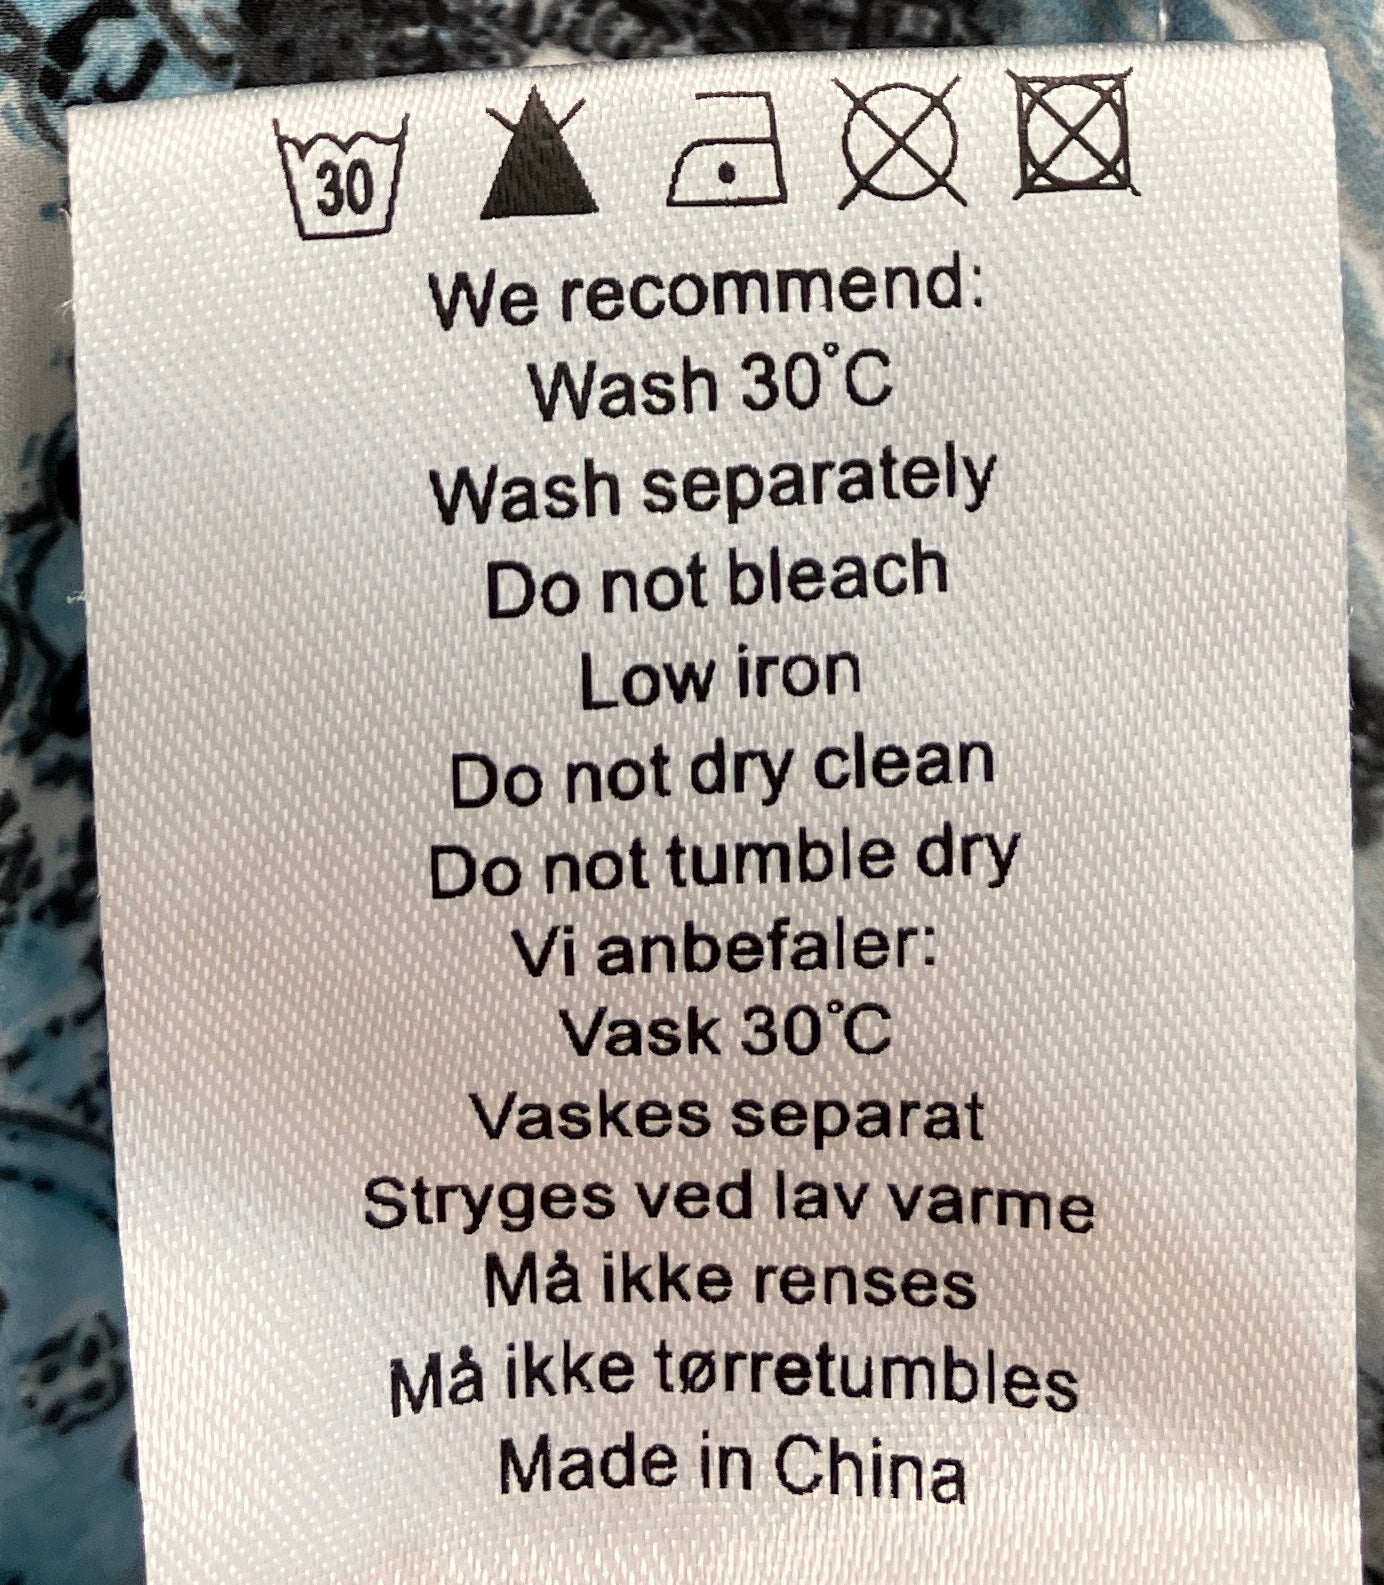 30
We recommend:
Wash 30°C
Wash separately
Do not bleach
Low iron
Do not dry clean
Do not tumble dry
Vi anbefaler:
Vask 30°C
Vaskes separat
Stryges ved lav varme
Må ikke renses
Må ikke tørretumbles
Made in China